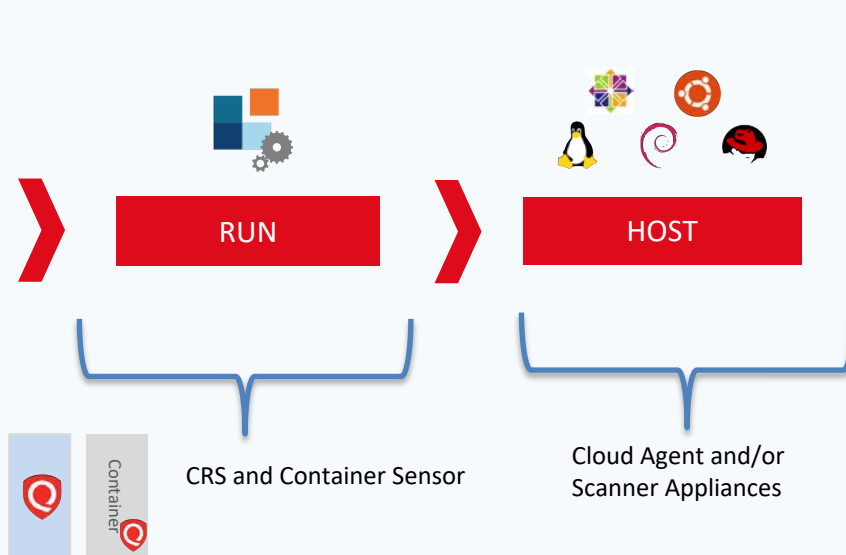 RUN
HOST
CRS and Container Sensor
Cloud Agent and/or
Scanner Appliances
Container